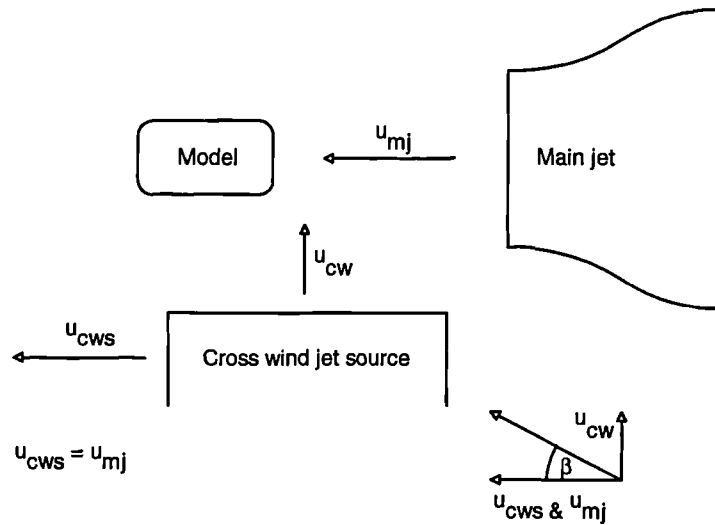 u_mj
Model
Main jet
u_cw
u_cws
Cross wind jet source
u_cw
u_cws = u_mj
β
u_cws & u_mj